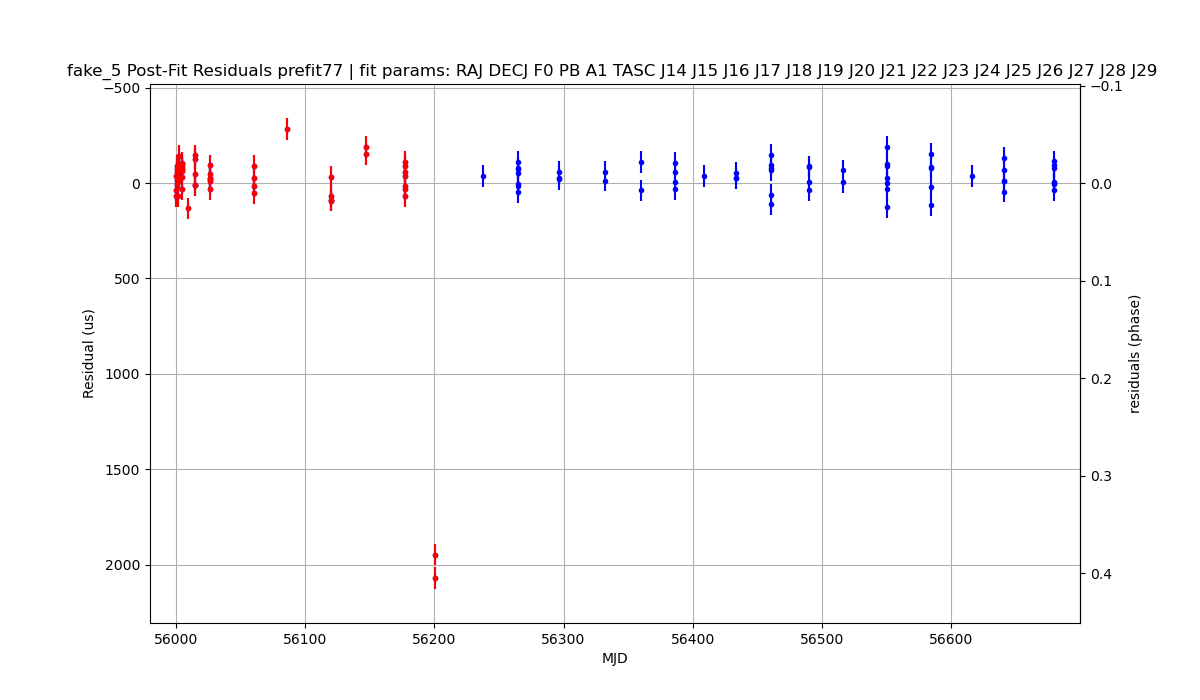 fake_5 Post-Fit Residuals prefit77 | fit params: RAJ DECJ F0 PB A1 TASC J14 J15 J16 J17 J18 J19 J20 J21 J22 J23 J24 J25 J26 J27 J28 J29
−500
0
500
1000
1500
2000
Residual (us)
−0.1
0.0
0.1
0.2
0.3
0.4
residuals (phase)
56000 56100 56200 56300 56400 56500 56600
MJD